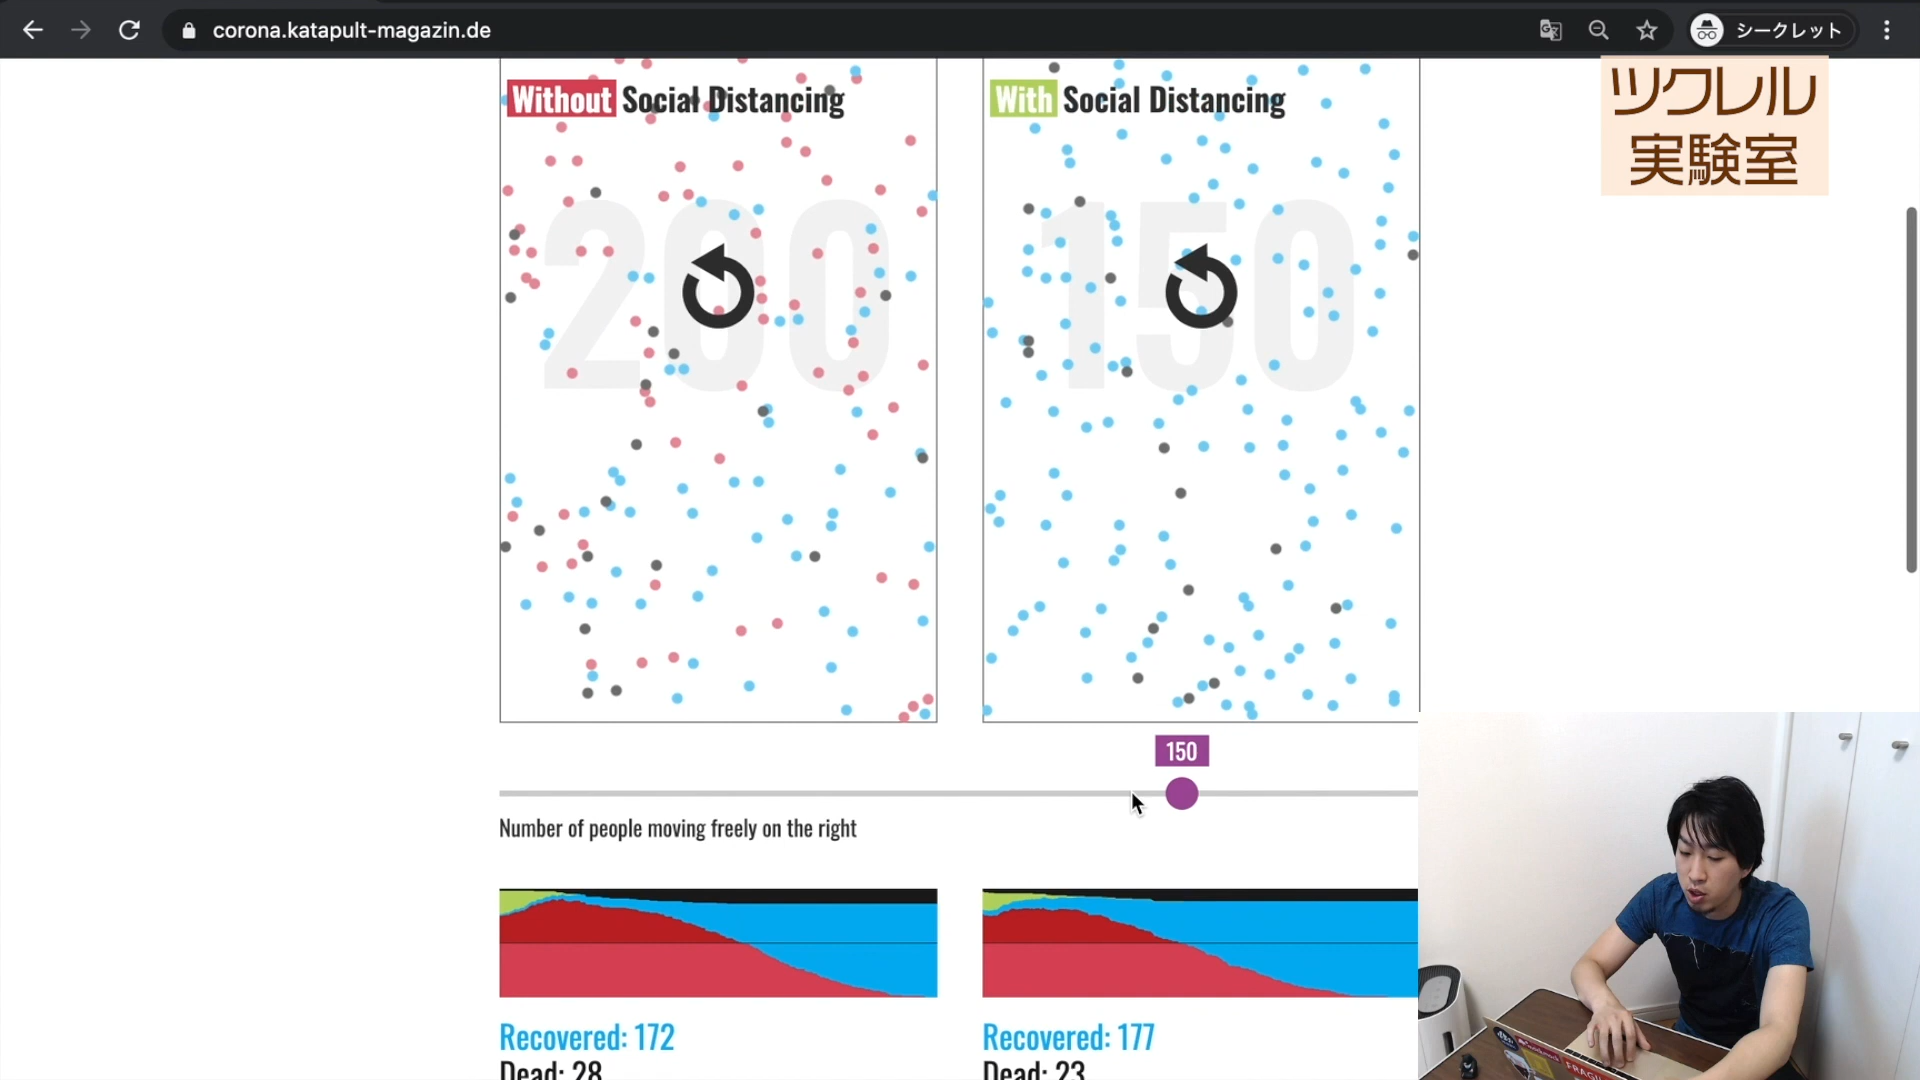 corona.katapult-magazin.de
シークレット
ツクレル
実験室
Without Social Distancing
With Social Distancing
200
150
150
Number of people moving freely on the right
Recovered: 172
Recovered: 177
Dead: 28
Dead: 23
FRAGI